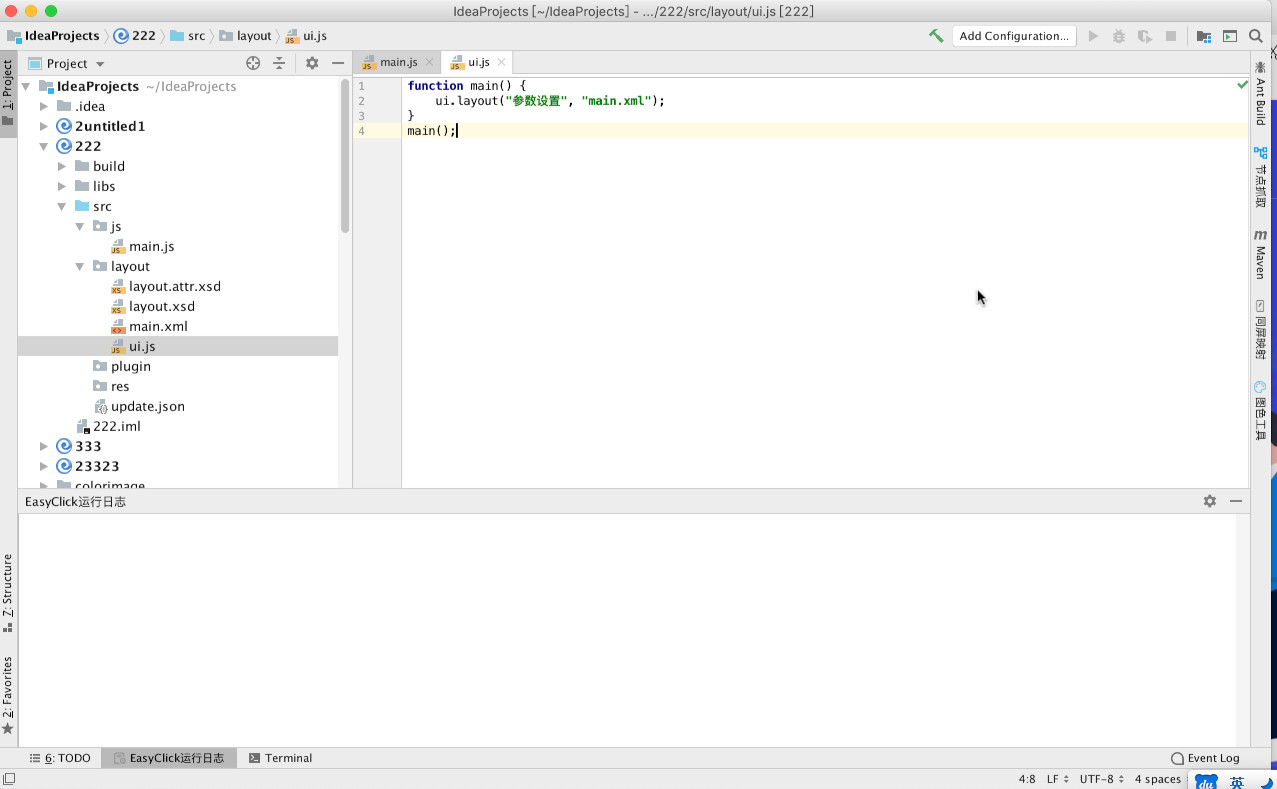 IdeaProjects [~/IdeaProjects] - .../222/src/layout/ui.js [222]
IdeaProjects 222 src layout ui.js
Add Configuration...
1: Project
Project
main.js
ui.js
IdeaProjects ~/IdeaProjects
.idea
2untitled1
222
build
libs
src
js
main.js
layout
layout.attr.xsd
layout.xsd
main.xml
ui.js
plugin
res
update.json
222.iml
333
23323
colorimage
1 function main() {
2 ui.layout("参数设置", "main.xml");
3 }
4 main();
Ant Build
节点抓取
m
Maven
同屏映射
图色工具
EasyClick运行日志
7: Structure
2: Favorites
6: TODO
EasyClick运行日志
Terminal
Event Log
4:8 LF UTF-8 4 spaces
du 英